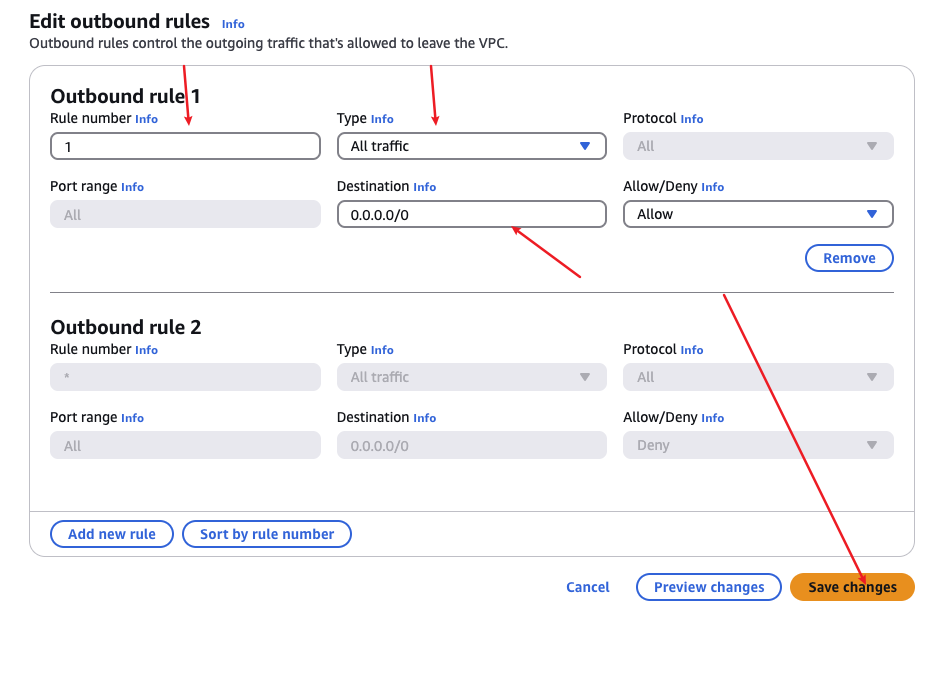 Edit outbound rules Info
Outbound rules control the outgoing traffic that's allowed to leave the VPC.
Outbound rule 1
Rule number Info Type Info Protocol Info
1 All traffic All
Port range Info Destination Info Allow/Deny Info
All 0.0.0.0/0 Allow
Remove
Outbound rule 2
Rule number Info Type Info Protocol Info
* All traffic All
Port range Info Destination Info Allow/Deny Info
All 0.0.0.0/0 Deny
Add new rule Sort by rule number
Cancel Preview changes Save changes